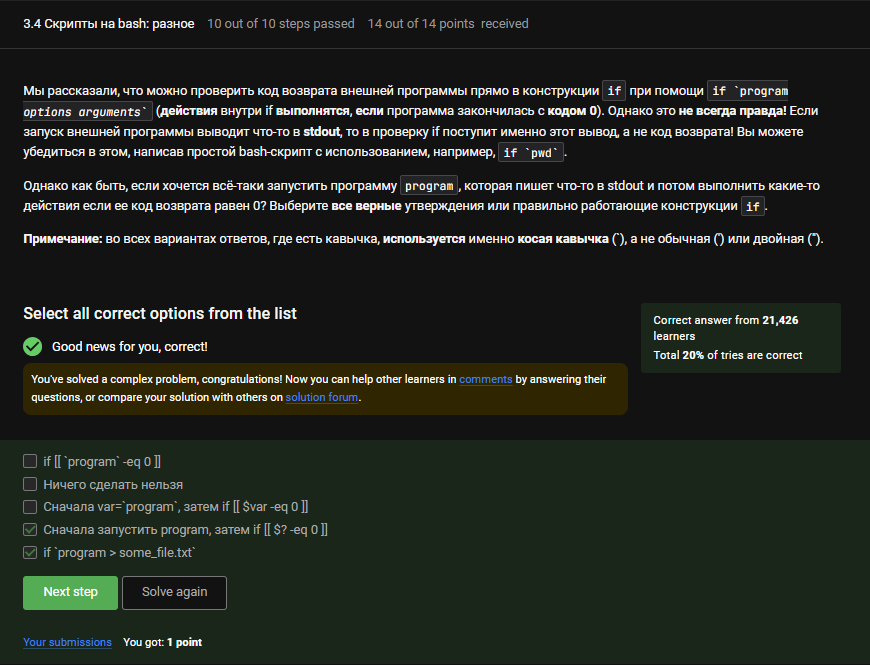 3.4 Скрипты на bash: разное 10 out of 10 steps passed 14 out of 14 points received
Мы рассказали, что можно проверить код возврата внешней программы прямо в конструкции if при помощи if `program
options arguments` (действия внутри if выполнятся, если программа закончилась с кодом 0). Однако это не всегда правда! Если
запуск внешней программы выводит что-то в stdout, то в проверку if поступит именно этот вывод, а не код возврата! Вы можете
убедиться в этом, написав простой bash-скрипт с использованием, например, if `pwd`.
Однако как быть, если хочется всё-таки запустить программу program, которая пишет что-то в stdout и потом выполнить какие-то
действия если ее код возврата равен 0? Выберите все верные утверждения или правильно работающие конструкции if.
Примечание: во всех вариантах ответов, где есть кавычка, используется именно косая кавычка (`), а не обычная (') или двойная (").
Select all correct options from the list
Good news for you, correct!
You've solved a complex problem, congratulations! Now you can help other learners in comments by answering their
questions, or compare your solution with others on solution forum.
Correct answer from 21,426
learners
Total 20% of tries are correct
if [[ `program` -eq 0 ]]
Ничего сделать нельзя
Сначала var=`program`, затем if [[ $var -eq 0 ]]
Сначала запустить program, затем if [[ $? -eq 0 ]]
if `program > some_file.txt`
Next step Solve again
Your submissions You got: 1 point